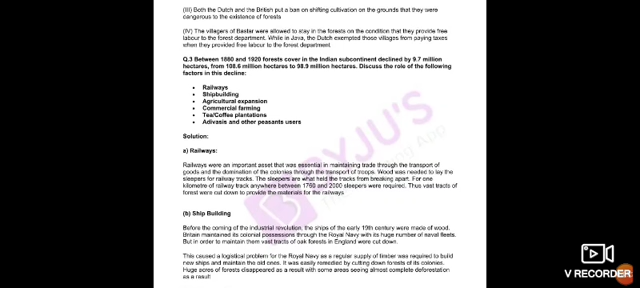 (III) Both the Dutch and the British put a ban on shifting cultivation on the grounds that they were
dangerous to the existence of forests
(IV) The villagers of Bastar were allowed to stay in the forests on the condition that they provide free
labour to the forest department. While in Java, the Dutch exempted those villages from paying taxes
when they provided free labour to the forest department.
Q.3 Between 1880 and 1920 forests cover in the Indian subcontinent declined by 9.7 million
hectares, from 108.6 million hectares to 98.9 million hectares. Discuss the role of the following
factors in this decline:
• Railways
• Shipbuilding
• Agricultural expansion
• Commercial farming
• Tea/Coffee plantations
• Adivasis and other peasants users
Solution:
a) Railways:
Railways were an important asset that was essential in maintaining trade through the transport of
goods and the domination of the colonies through the transport of troops. Wood was needed to lay the
sleepers for railway tracks. The sleepers are what held the tracks from breaking apart. For one
kilometre of railway track anywhere between 1760 and 2000 sleepers were required. Thus vast tracts of
forest were cut down to provide the materials for the railways
(b) Ship Building
Before the coming of the industrial revolution, the ships of the early 19th century were made of wood.
Britain maintained its colonial possessions through the Royal Navy with its huge number of naval fleets.
But in order to maintain them vast tracts of oak forests in England were cut down.
This caused a logistical problem for the Royal Navy as a regular supply of timber was required to build
new ships and maintain the old ones. It was easily remedied by cutting down forests of its colonies.
Huge acres of forests disappeared as a result with some areas seeing almost complete deforestation
as a result
BYJU'S
V RECORDER